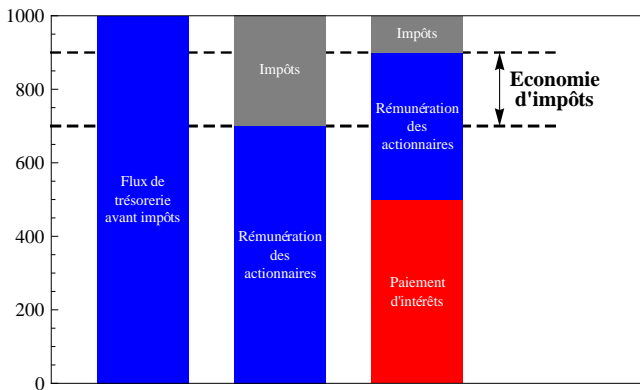 1000
800
600
400
200
0
Flux de
trésorerie
avant impôts
Impôts
Rémunération
des
actionnaires
Impôts
Rémunération
des
actionnaires
Paiement
d'intérêts
Economie
d'impôts